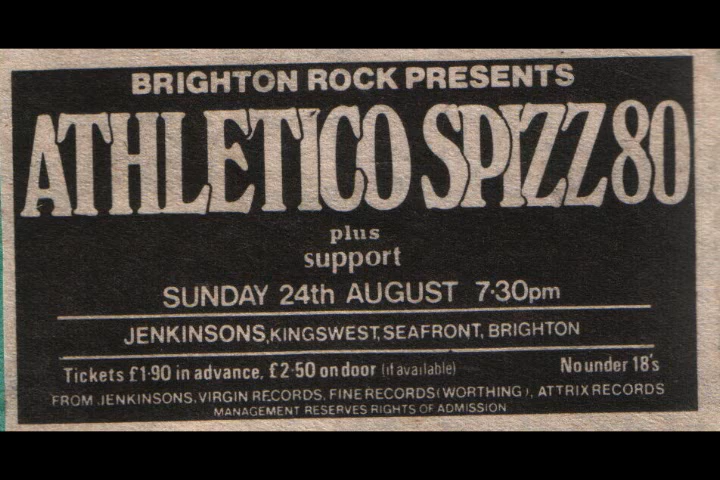 BRIGHTON ROCK PRESENTS
ATHLETICO SPIZZ 80
plus
support
SUNDAY 24th AUGUST 7·30pm
JENKINSONS, KINGSWEST, SEAFRONT, BRIGHTON
Tickets £1·90 in advance, £2·50 on door (if available) No under 18's
FROM JENKINSONS, VIRGIN RECORDS, FINE RECORDS (WORTHING), ATTRIX RECORDS
MANAGEMENT RESERVES RIGHTS OF ADMISSION